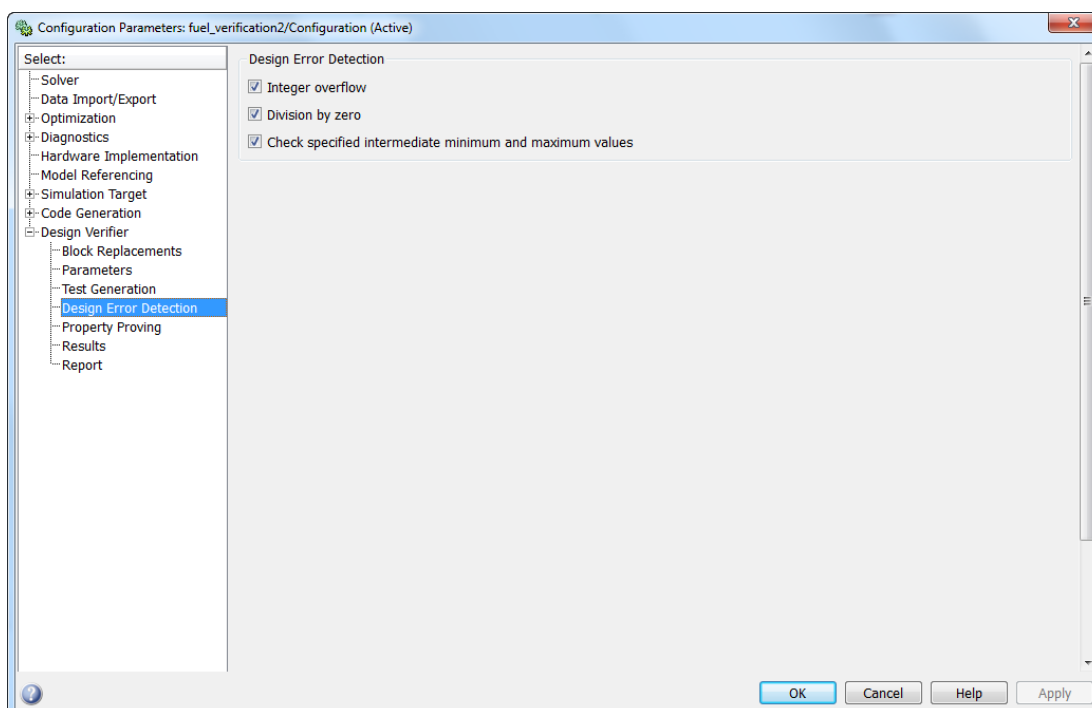 Configuration Parameters: fuel_verification2/Configuration (Active)
Select:
Solver
Data Import/Export
Optimization
Diagnostics
Hardware Implementation
Model Referencing
Simulation Target
Code Generation
Design Verifier
Block Replacements
Parameters
Test Generation
Design Error Detection
Property Proving
Results
Report
Design Error Detection
Integer overflow
Division by zero
Check specified intermediate minimum and maximum values
OK
Cancel
Help
Apply